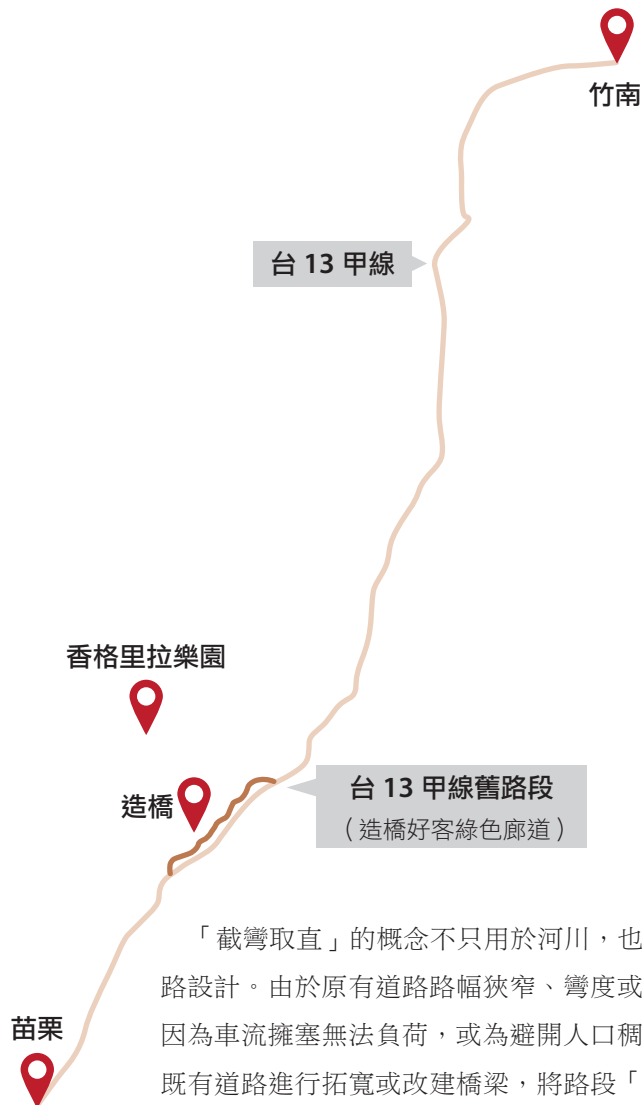 竹南
台 13 甲線
香格里拉樂園
造橋
台 13 甲線舊路段
（造橋好客綠色廊道）
「截彎取直」的概念不只用於河川，也
路設計。由於原有道路路幅狹窄、彎度或
苗栗
因為車流擁塞無法負荷，或為避開人口稠
既有道路進行拓寬或改建橋梁，將路段「